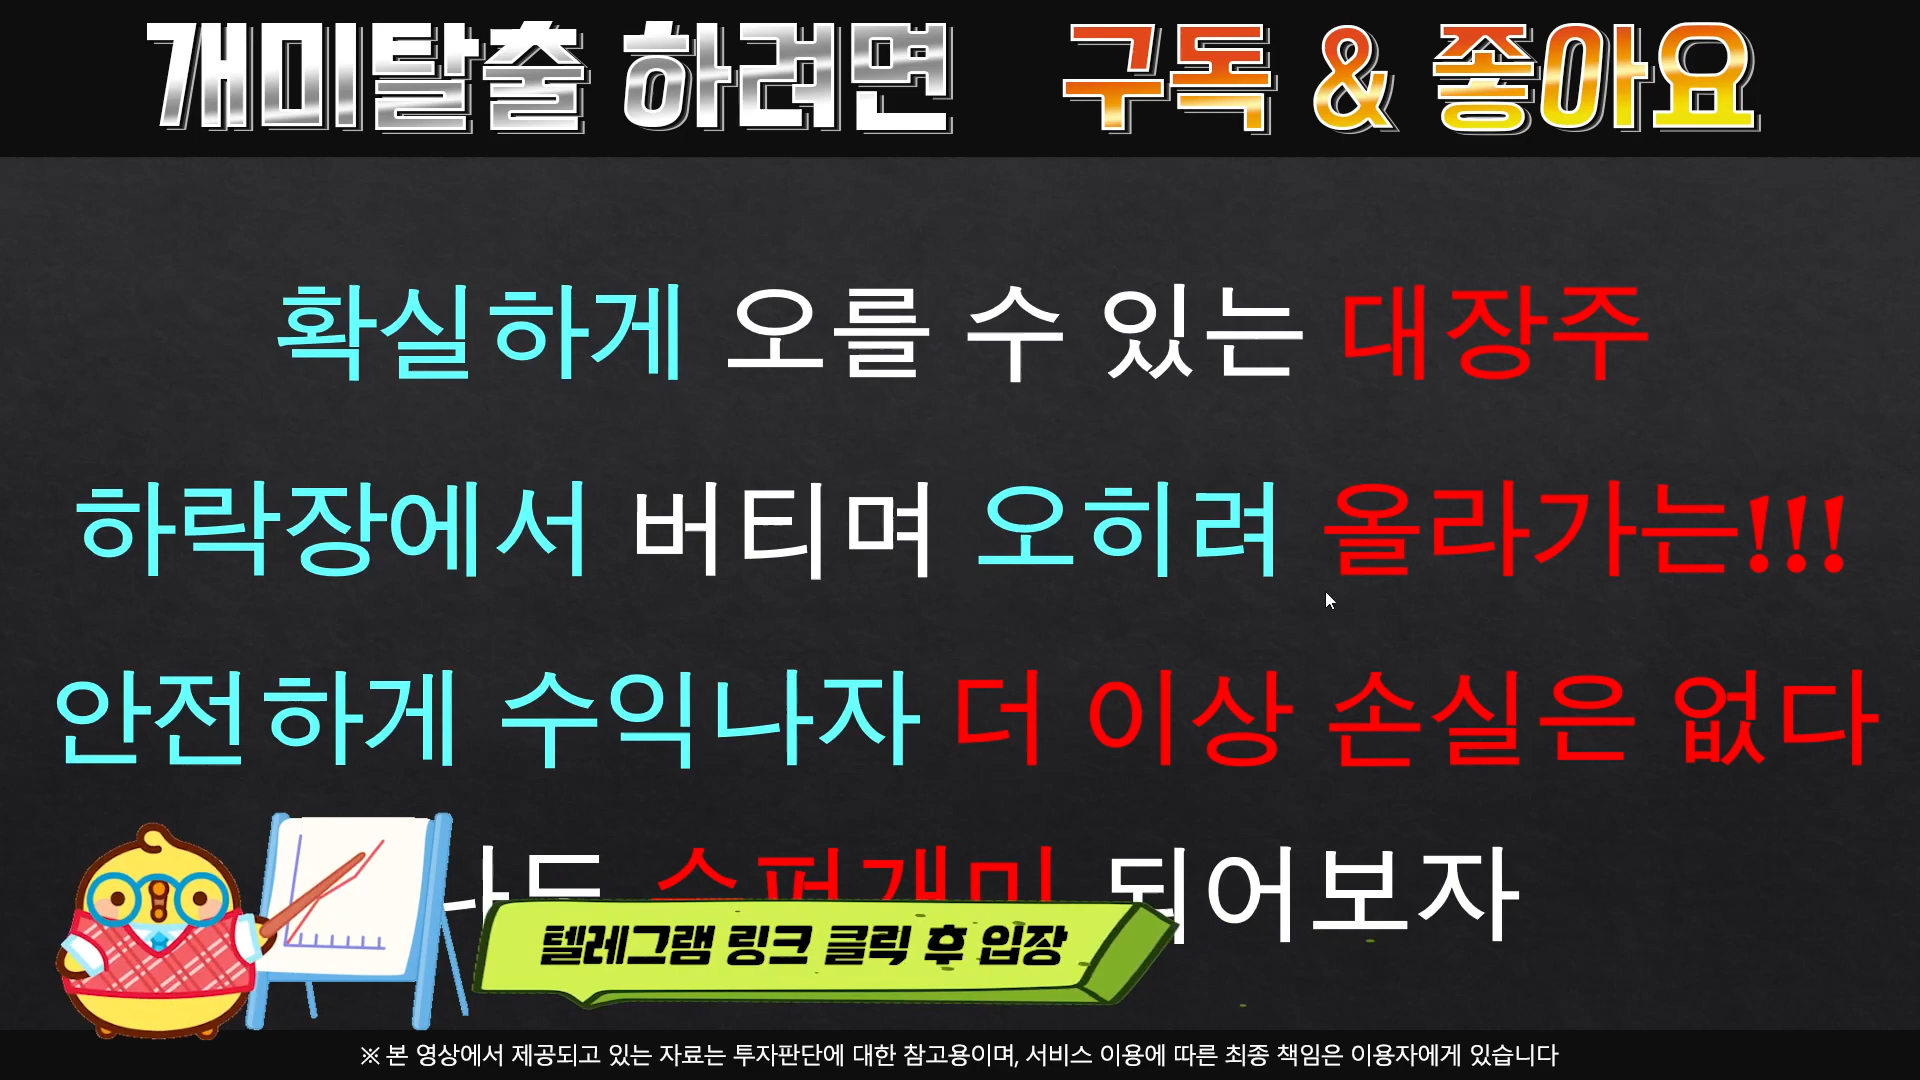 개미탈출 하려면 구독 & 좋아요
확실하게 오를 수 있는 대장주
하락장에서 버티며 오히려 올라가는!!!
안전하게 수익나자 더 이상 손실은 없다
슈퍼개미 되어보자
텔레그램 링크 클릭 후 입장
※ 본 영상에서 제공되고 있는 자료는 투자판단에 대한 참고용이며, 서비스 이용에 따른 최종 책임은 이용자에게 있습니다